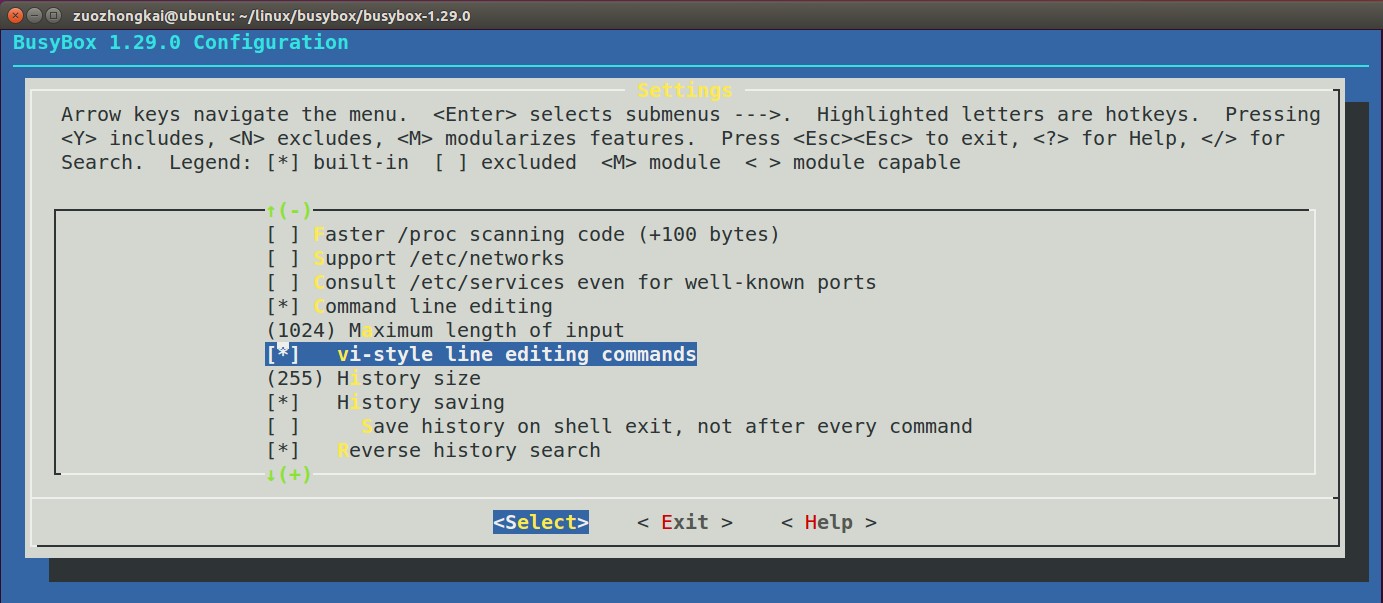 zuozhongkai@ubuntu: ~/linux/busybox/busybox-1.29.0
BusyBox 1.29.0 Configuration
Settings
Arrow keys navigate the menu.  <Enter> selects submenus --->.  Highlighted letters are hotkeys.  Pressing
<Y> includes, <N> excludes, <M> modularizes features.  Press <Esc><Esc> to exit, <?> for Help, </> for
Search.  Legend: [*] built-in  [ ] excluded  <M> module  < > module capable
↑(-)
[ ] Faster /proc scanning code (+100 bytes)
[ ] Support /etc/networks
[ ] Consult /etc/services even for well-known ports
[*] Command line editing
(1024) Maximum length of input
[*]   vi-style line editing commands
(255) History size
[*]   History saving
[ ]     Save history on shell exit, not after every command
[*]   Reverse history search
↓(+)
<Select>    < Exit >    < Help >